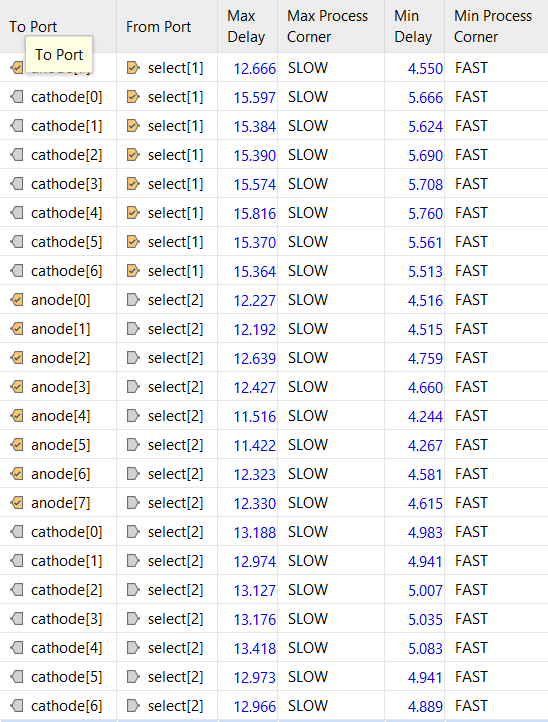 To Port From Port Max Delay Max Process Corner Min Delay Min Process Corner
To Port
select[1] 12.666 SLOW 4.550 FAST
cathode[0] select[1] 15.597 SLOW 5.666 FAST
cathode[1] select[1] 15.384 SLOW 5.624 FAST
cathode[2] select[1] 15.390 SLOW 5.690 FAST
cathode[3] select[1] 15.574 SLOW 5.708 FAST
cathode[4] select[1] 15.816 SLOW 5.760 FAST
cathode[5] select[1] 15.370 SLOW 5.561 FAST
cathode[6] select[1] 15.364 SLOW 5.513 FAST
anode[0] select[2] 12.227 SLOW 4.516 FAST
anode[1] select[2] 12.192 SLOW 4.515 FAST
anode[2] select[2] 12.639 SLOW 4.759 FAST
anode[3] select[2] 12.427 SLOW 4.660 FAST
anode[4] select[2] 11.516 SLOW 4.244 FAST
anode[5] select[2] 11.422 SLOW 4.267 FAST
anode[6] select[2] 12.323 SLOW 4.581 FAST
anode[7] select[2] 12.330 SLOW 4.615 FAST
cathode[0] select[2] 13.188 SLOW 4.983 FAST
cathode[1] select[2] 12.974 SLOW 4.941 FAST
cathode[2] select[2] 13.127 SLOW 5.007 FAST
cathode[3] select[2] 13.176 SLOW 5.035 FAST
cathode[4] select[2] 13.418 SLOW 5.083 FAST
cathode[5] select[2] 12.973 SLOW 4.941 FAST
cathode[6] select[2] 12.966 SLOW 4.889 FAST